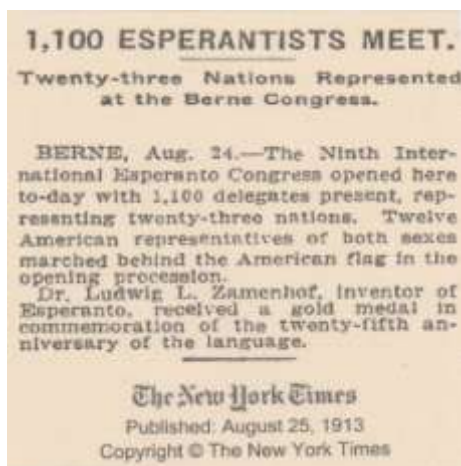 1,100 ESPERANTISTS MEET.
Twenty-three Nations Represented
at the Berne Congress.
BERNE, Aug. 24.—The Ninth Inter-
national Esperanto Congress opened here
to-day with 1,100 delegates present, rep-
resenting twenty-three nations. Twelve
American representatives of both sexes
marched behind the American flag in the
opening procession.
Dr. Ludwig L. Zamenhof, inventor of
Esperanto, received a gold medal in
commemoration of the twenty-fifth an-
niversary of the language.
The New York Times
Published: August 25, 1913
Copyright © The New York Times